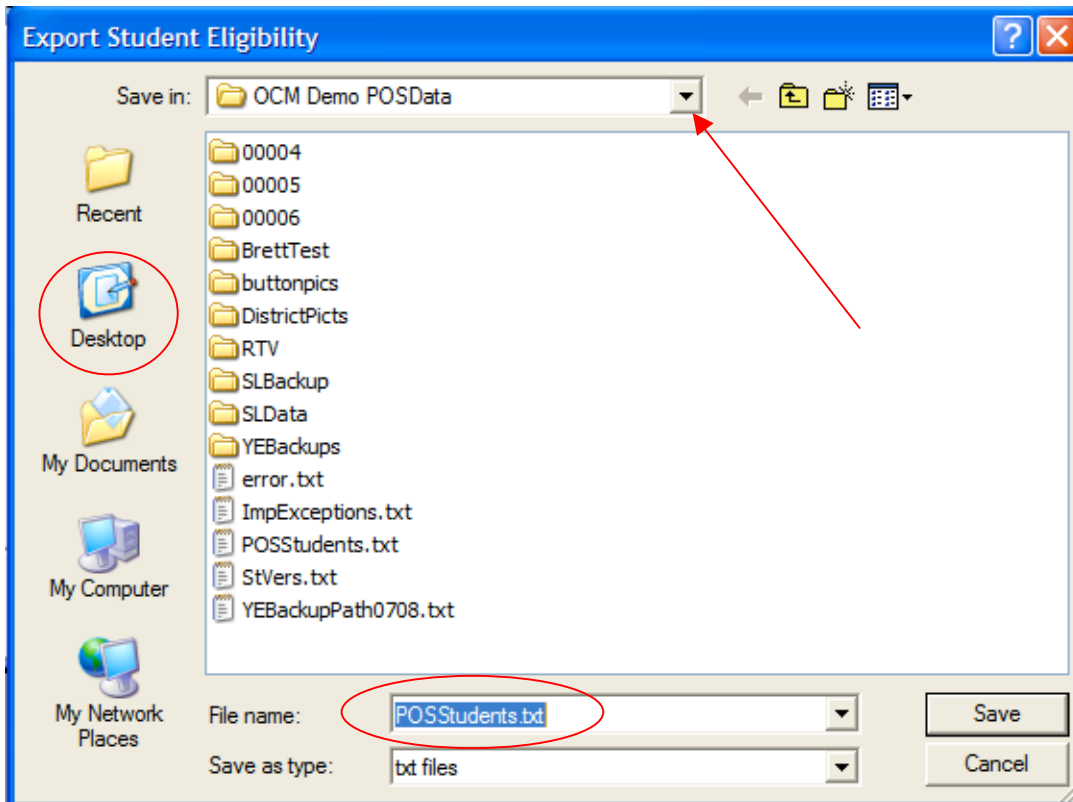 Export Student Eligibility
Save in: OCM Demo POSData
Recent
Desktop
My Documents
My Computer
My Network
Places
00004
00005
00006
BrettTest
buttonpics
DistrictPicts
RTV
SLBackup
SLData
YEBackups
error.txt
ImpExceptions.txt
POSStudents.txt
StVers.txt
YEBackupPath0708.txt
File name: POSStudents.txt Save
Save as type: txt files Cancel